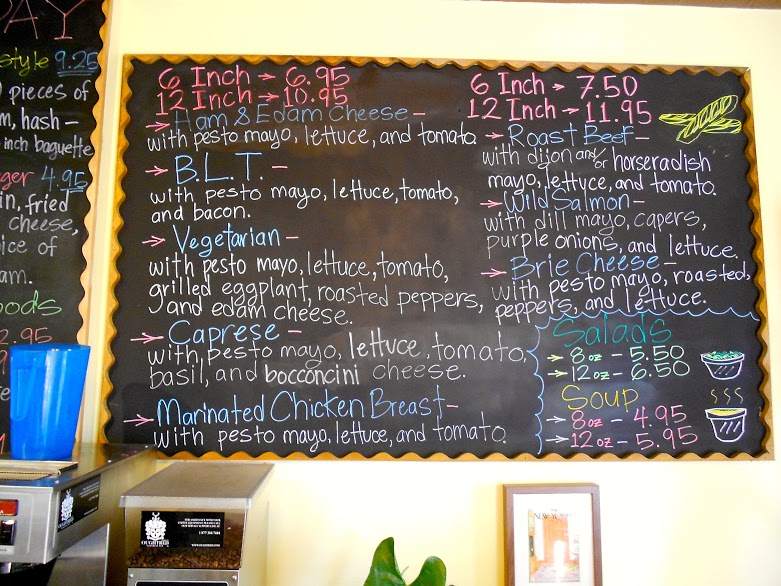 AY
style 9.25
pieces of
m, hash –
inch baguette
ger 4.95
in, fried
cheese,
ice of
am.
oods
2.95
6 Inch → 6.95
12 Inch → 10.95
→ Ham & Edam Cheese –
with pesto mayo, lettuce, and tomato
→ B.L.T. –
with pesto mayo, lettuce, tomato,
and bacon.
→ Vegetarian –
with pesto mayo, lettuce, tomato,
grilled eggplant, roasted peppers,
and edam cheese.
→ Caprese –
with, pesto mayo, lettuce, tomato,
basil, and bocconcini cheese.
→ Marinated Chicken Breast –
with pesto mayo, lettuce, and tomato.
6 Inch → 7.50
12 Inch → 11.95
→ Roast Beef –
with dijon and/or horseradish
mayo, lettuce, and tomato.
→ Wild Salmon –
with dill mayo, capers,
purple onions, and lettuce.
→ Brie Cheese –
with pesto mayo, roasted,
peppers, and lettuce.
Salads
→ 8 oz – 5.50
→ 12 oz – 6.50
Soup
→ 8 oz – 4.95
→ 12 oz – 5.95
OUGHTRED
NEW YORKER